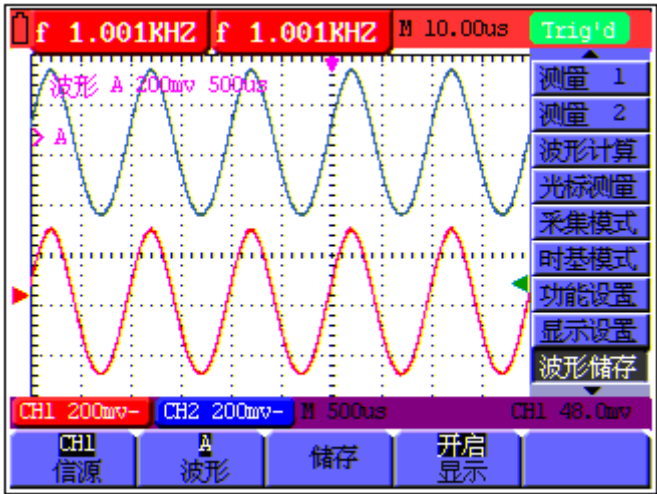 f 1.001KHZ f 1.001KHZ M 10.00us Trig'd
波形 A 200mv 500us
A
测量 1
测量 2
波形计算
光标测量
采集模式
时基模式
功能设置
显示设置
波形储存
CH1 200mv- CH2 200mv- M 500us CH1 48.0mv
CH1 A 储存 开启
信源 波形 显示